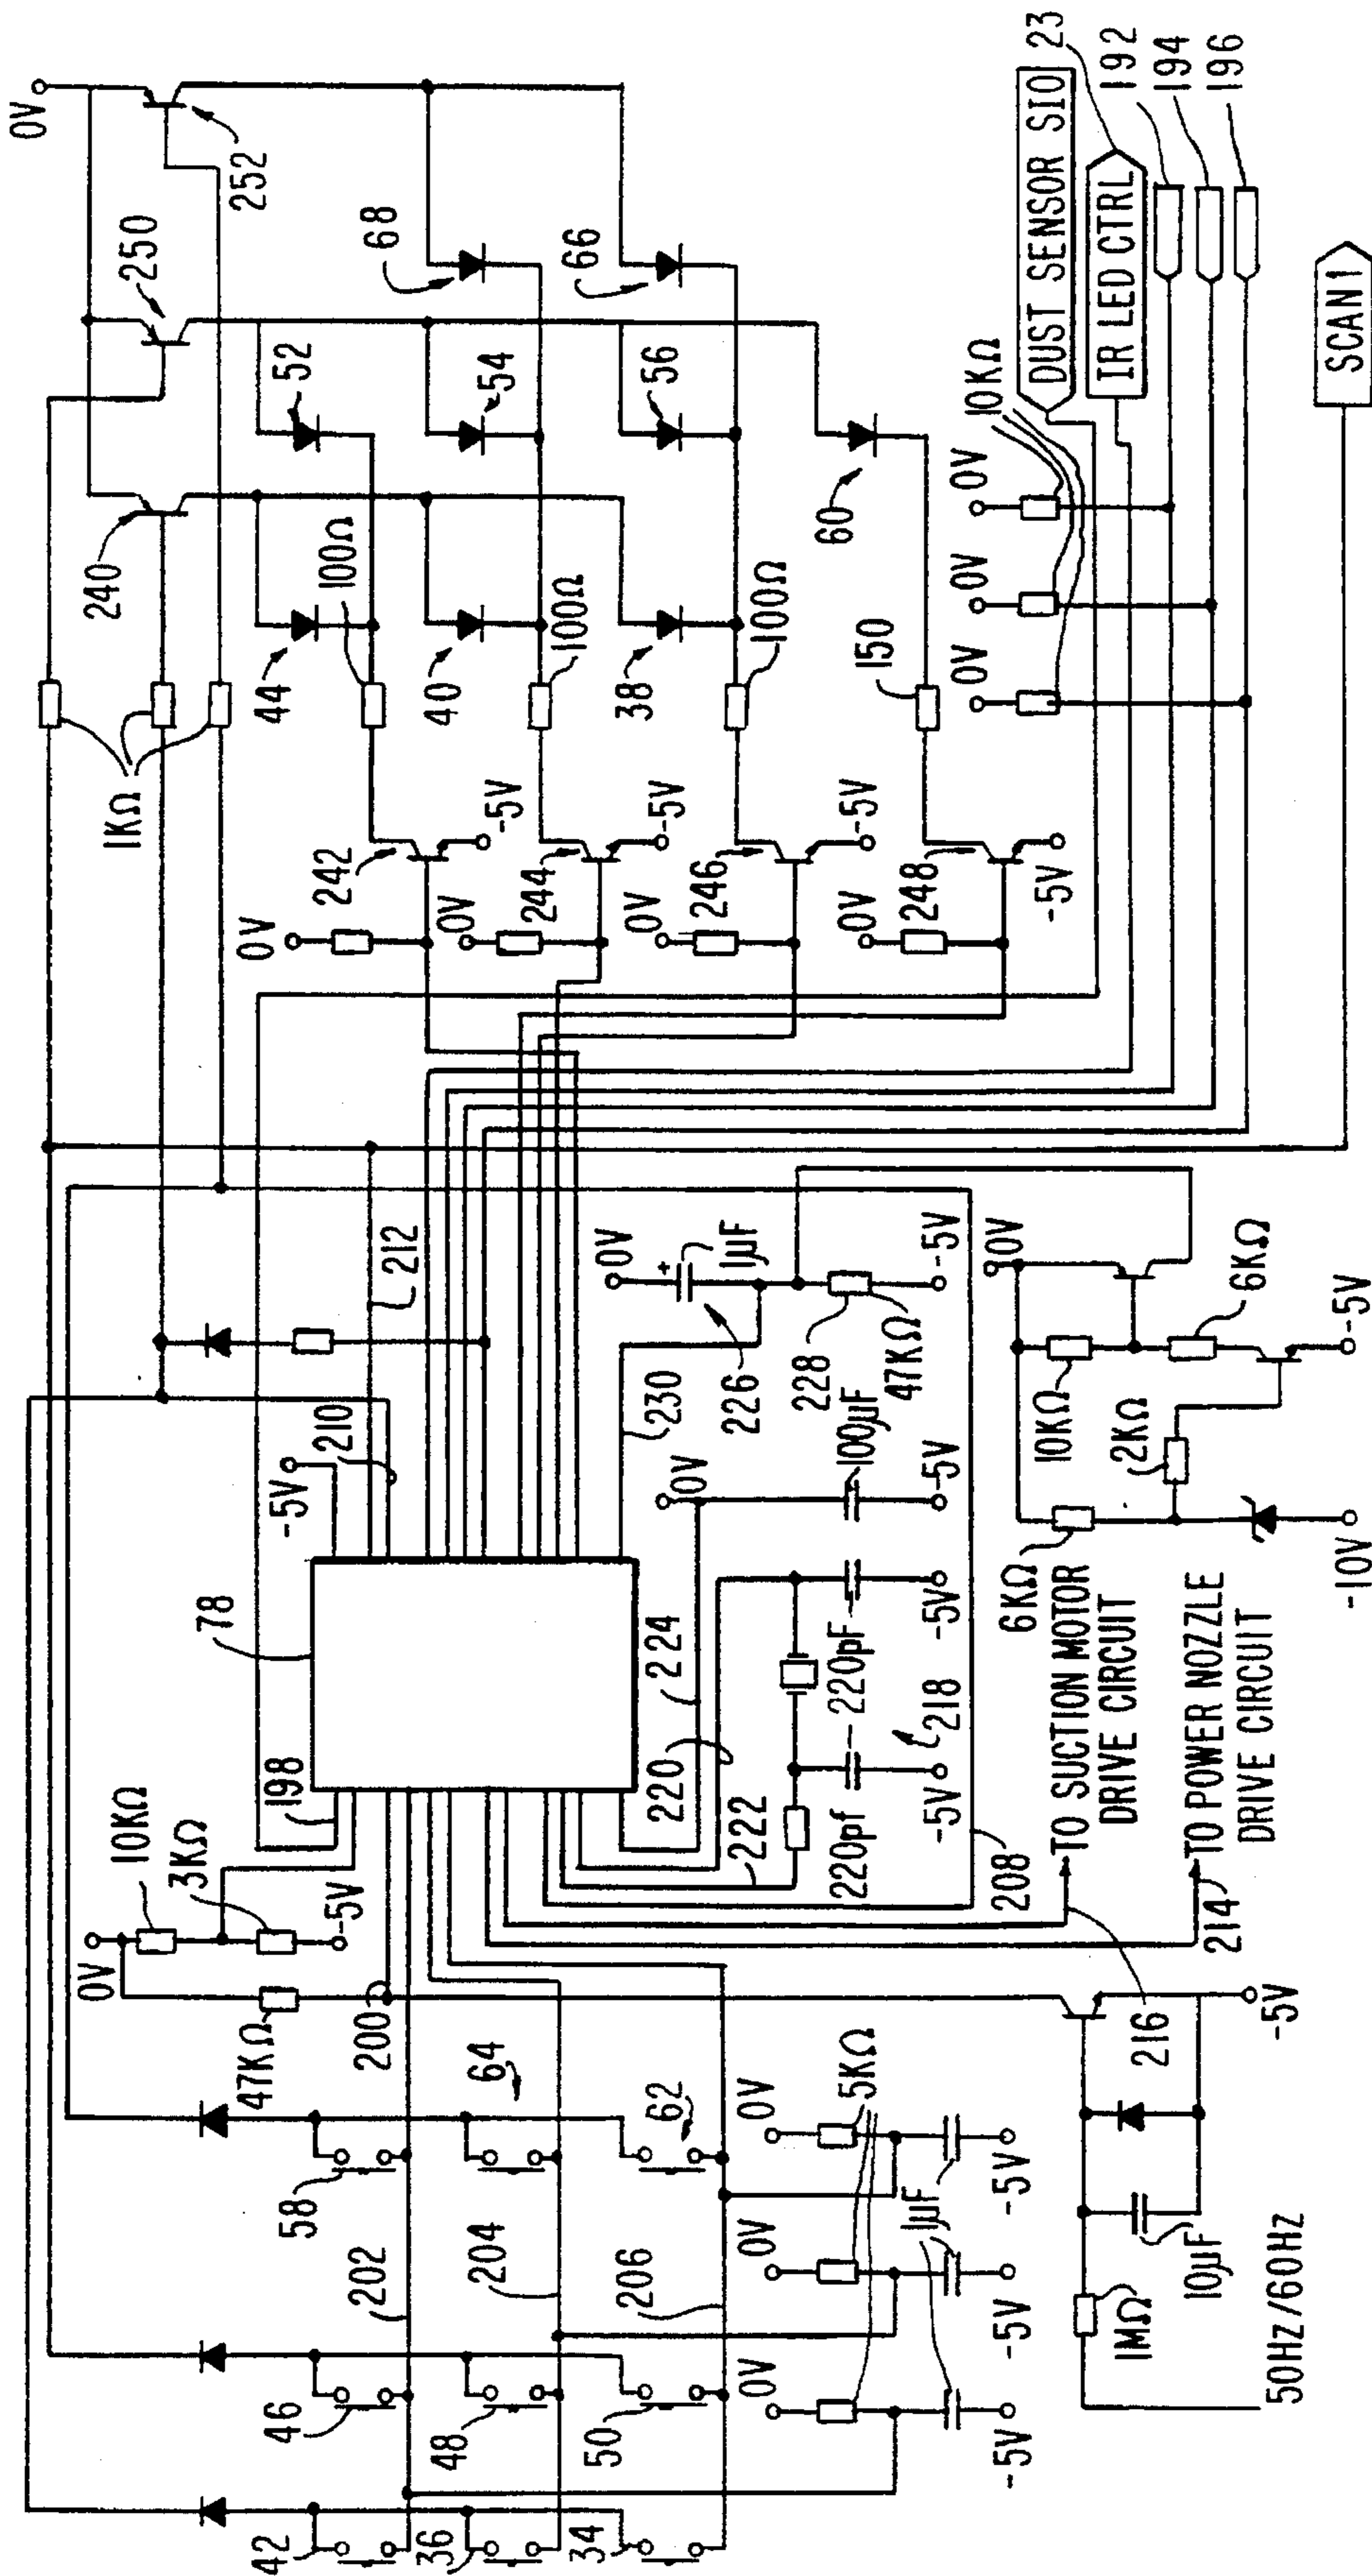 0V
252
250
240
1KΩ
68
66
52
54
56
60
44
40
38
100Ω
100Ω
100Ω
150
242
244
246
248
0V
0V
0V
0V
-5V
-5V
-5V
-5V
10KΩ
0V
0V
0V
DUST SENSOR SIO
IR LED CTRL
23
192
194
196
SCAN 1
212
210
-5V
78
198
10KΩ
3KΩ
0V
-5V
47KΩ
200
230
226
0V
+
1µF
228
47KΩ
-5V
224
0V
100µF
-5V
220
222
220pf
220pF
-5V
-5V
218
208
0V
10KΩ
6KΩ
2KΩ
-5V
6KΩ
-10V
TO SUCTION MOTOR
DRIVE CIRCUIT
TO POWER NOZZLE
DRIVE CIRCUIT
216
214
64
62
58
202
204
206
46
48
50
42
36
34
0V
0V
0V
5KΩ
1µF
-5V
-5V
-5V
-5V
10µF
1MΩ
50HZ/60HZ